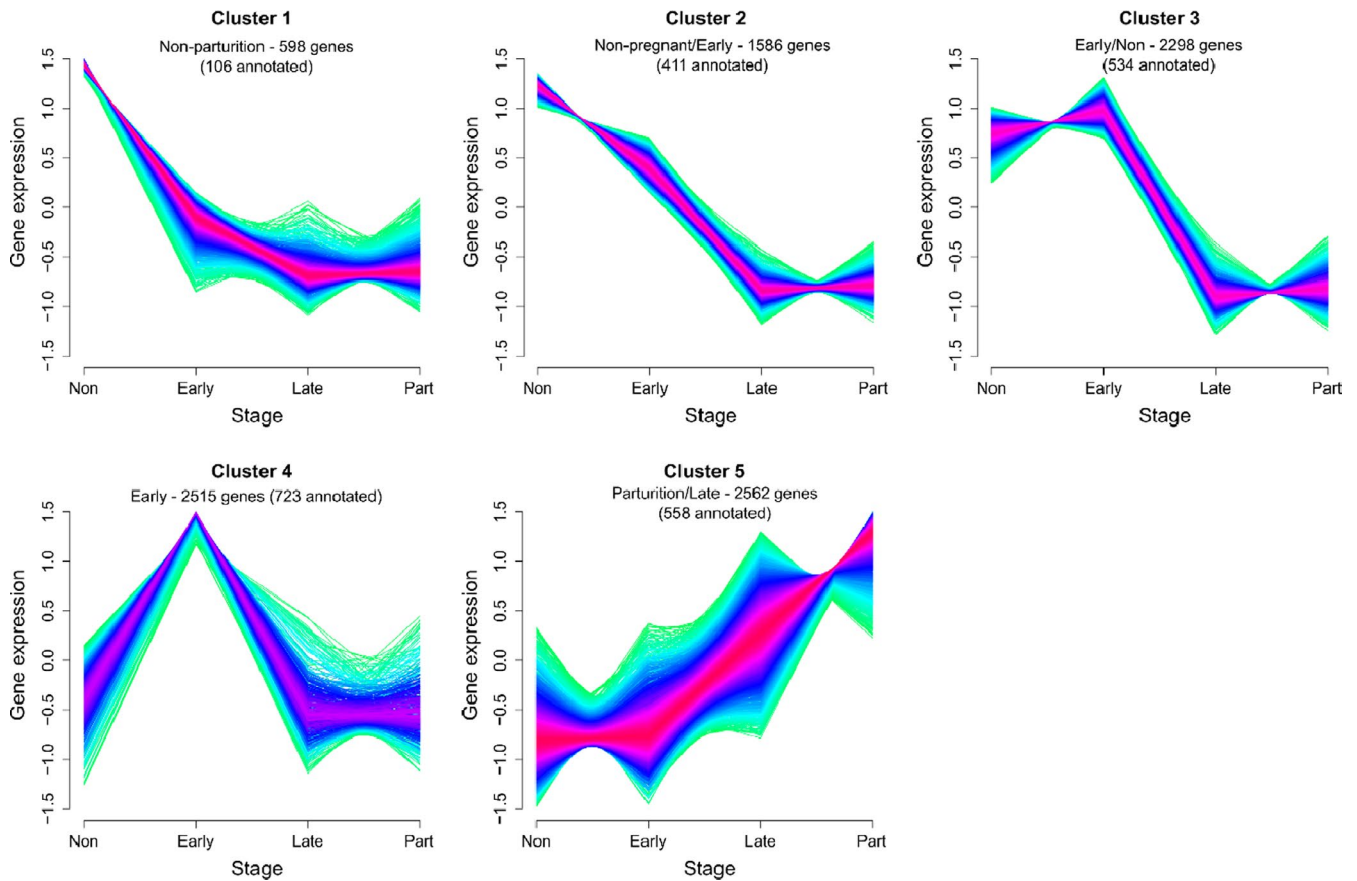 Cluster 1
Non-parturition - 598 genes
(106 annotated)
Gene expression
1.5
1.0
0.5
0.0
−0.5
−1.0
−1.5
Non Early Late Part
Stage
Cluster 2
Non-pregnant/Early - 1586 genes
(411 annotated)
Gene expression
1.5
1.0
0.5
0.0
−0.5
−1.0
−1.5
Non Early Late Part
Stage
Cluster 3
Early/Non - 2298 genes
(534 annotated)
Gene expression
1.5
1.0
0.5
0.0
−0.5
−1.0
−1.5
Non Early Late Part
Stage
Cluster 4
Early - 2515 genes (723 annotated)
Gene expression
1.5
1.0
0.5
0.0
−0.5
−1.0
−1.5
Non Early Late Part
Stage
Cluster 5
Parturition/Late - 2562 genes
(558 annotated)
Gene expression
1.5
1.0
0.5
0.0
−0.5
−1.0
−1.5
Non Early Late Part
Stage